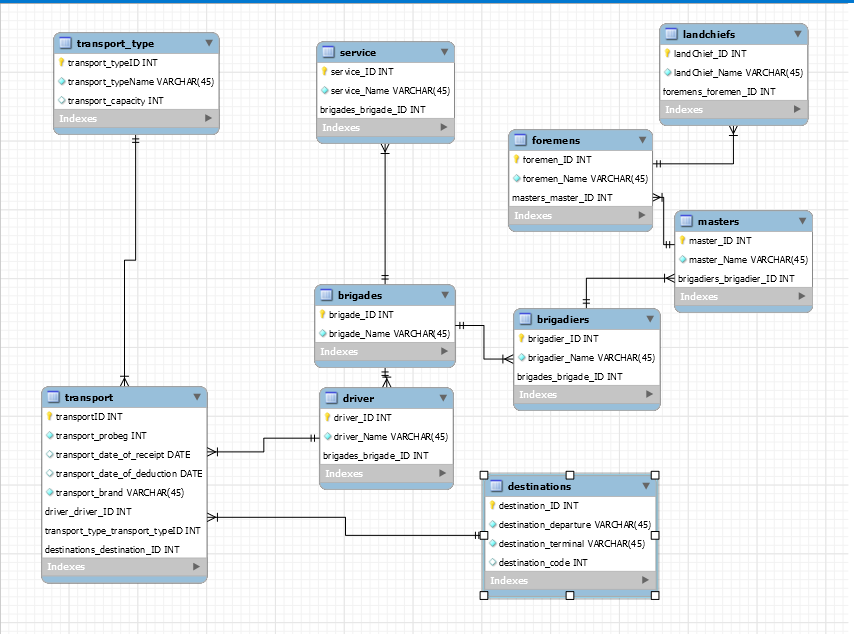 transport_type
transport_typeID INT
transport_typeName VARCHAR(45)
transport_capacity INT
Indexes
service
service_ID INT
service_Name VARCHAR(45)
brigades_brigade_ID INT
Indexes
landchiefs
landChief_ID INT
landChief_Name VARCHAR(45)
foremens_foremen_ID INT
Indexes
foremens
foremen_ID INT
foremen_Name VARCHAR(45)
masters_master_ID INT
Indexes
masters
master_ID INT
master_Name VARCHAR(45)
brigadiers_brigadier_ID INT
Indexes
brigades
brigade_ID INT
brigade_Name VARCHAR(45)
Indexes
brigadiers
brigadier_ID INT
brigadier_Name VARCHAR(45)
brigades_brigade_ID INT
Indexes
transport
transportID INT
transport_probeg INT
transport_date_of_receipt DATE
transport_date_of_deduction DATE
transport_brand VARCHAR(45)
driver_driver_ID INT
transport_type_transport_typeID INT
destinations_destination_ID INT
Indexes
driver
driver_ID INT
driver_Name VARCHAR(45)
brigades_brigade_ID INT
Indexes
destinations
destination_ID INT
destination_departure VARCHAR(45)
destination_terminal VARCHAR(45)
destination_code INT
Indexes